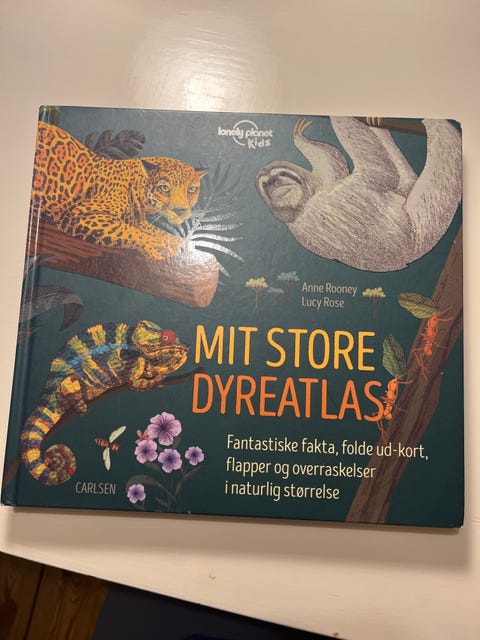 lonely planet
Kids
Anne Rooney
Lucy Rose
MIT STORE
DYREATLAS
Fantastiske fakta, folde ud-kort,
flapper og overraskelser
i naturlig størrelse
CARLSEN